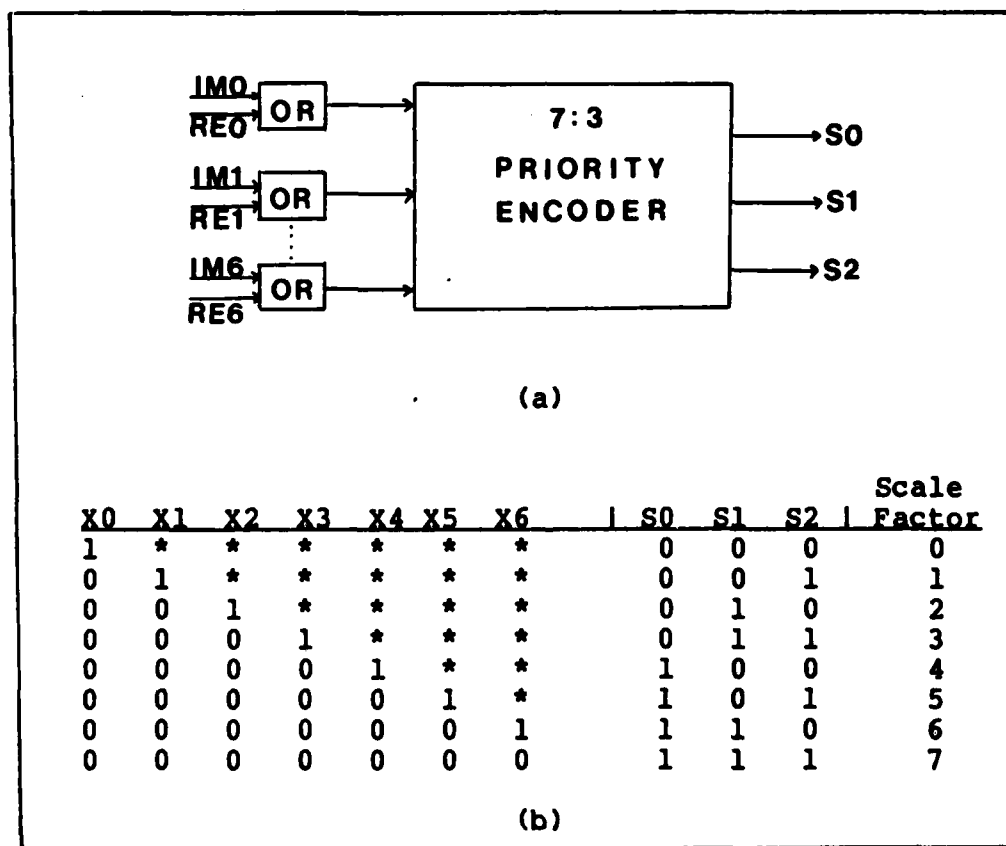 IM0
RE0
OR
IM1
RE1
OR
IM6
RE6
OR
7:3
PRIORITY
ENCODER
S0
S1
S2
(a)
Scale
X0 X1 X2 X3 X4 X5 X6 | S0 S1 S2 | Factor
1 * * * * * * 0 0 0 0
0 1 * * * * * 0 0 1 1
0 0 1 * * * * 0 1 0 2
0 0 0 1 * * * 0 1 1 3
0 0 0 0 1 * * 1 0 0 4
0 0 0 0 0 1 * 1 0 1 5
0 0 0 0 0 0 1 1 1 0 6
0 0 0 0 0 0 0 1 1 1 7
(b)